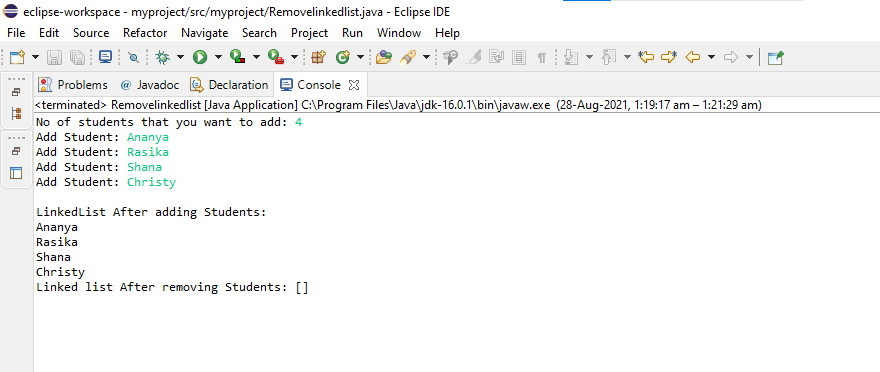 eclipse-workspace - myproject/src/myproject/Removelinkedlist.java - Eclipse IDE
File Edit Source Refactor Navigate Search Project Run Window Help
Problems @ Javadoc Declaration Console
<terminated> Removelinkedlist [Java Application] C:\Program Files\Java\jdk-16.0.1\bin\javaw.exe (28-Aug-2021, 1:19:17 am – 1:21:29 am)
No of students that you want to add: 4
Add Student: Ananya
Add Student: Rasika
Add Student: Shana
Add Student: Christy
LinkedList After adding Students:
Ananya
Rasika
Shana
Christy
Linked list After removing Students: []